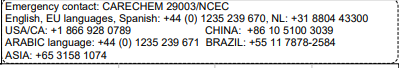 Emergency contact: CARECHEM 29003/NCEC
English, EU languages, Spanish: +44 (0) 1235 239 670, NL: +31 8804 43300
USA/CA: +1 866 928 0789 CHINA: +86 10 5100 3039
ARABIC language: +44 (0) 1235 239 671 BRAZIL: +55 11 7878-2584
ASIA: +65 3158 1074